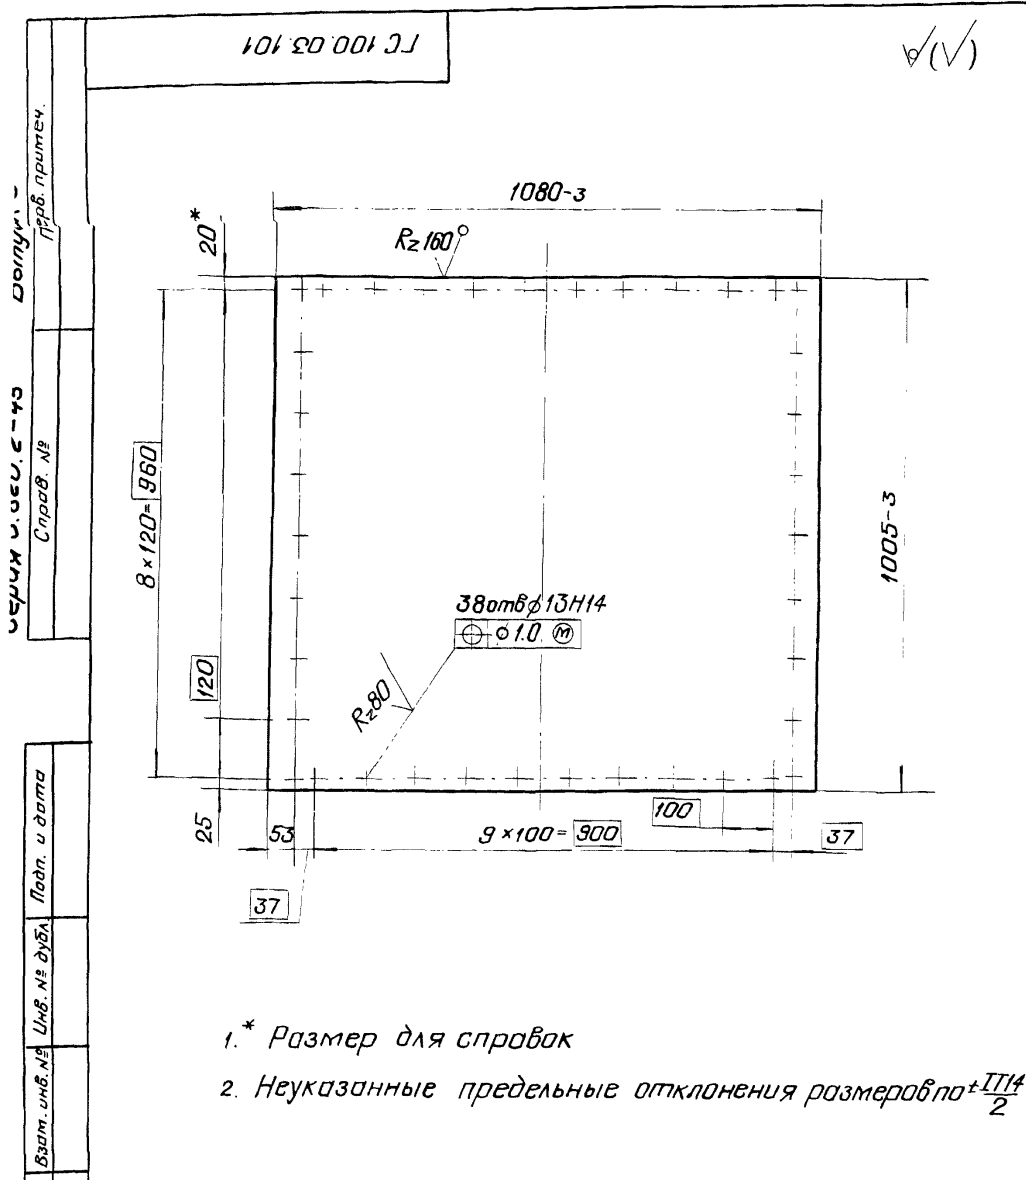 ГС 100.03.101
√(√)
Перв. примеч.
Справ. №
Подп. и дата
Инв. № дубл.
Взам. инв. №
1080-3
20*
Rz 160
8×120= 960
1005-3
38отв ⌀13H14
⌀ 1.0 Ⓜ
Rz 80
120
25
53
9×100= 900
100
37
37
1.* Размер для справок
2. Неуказанные предельные отклонения размеров по ± IT14/2